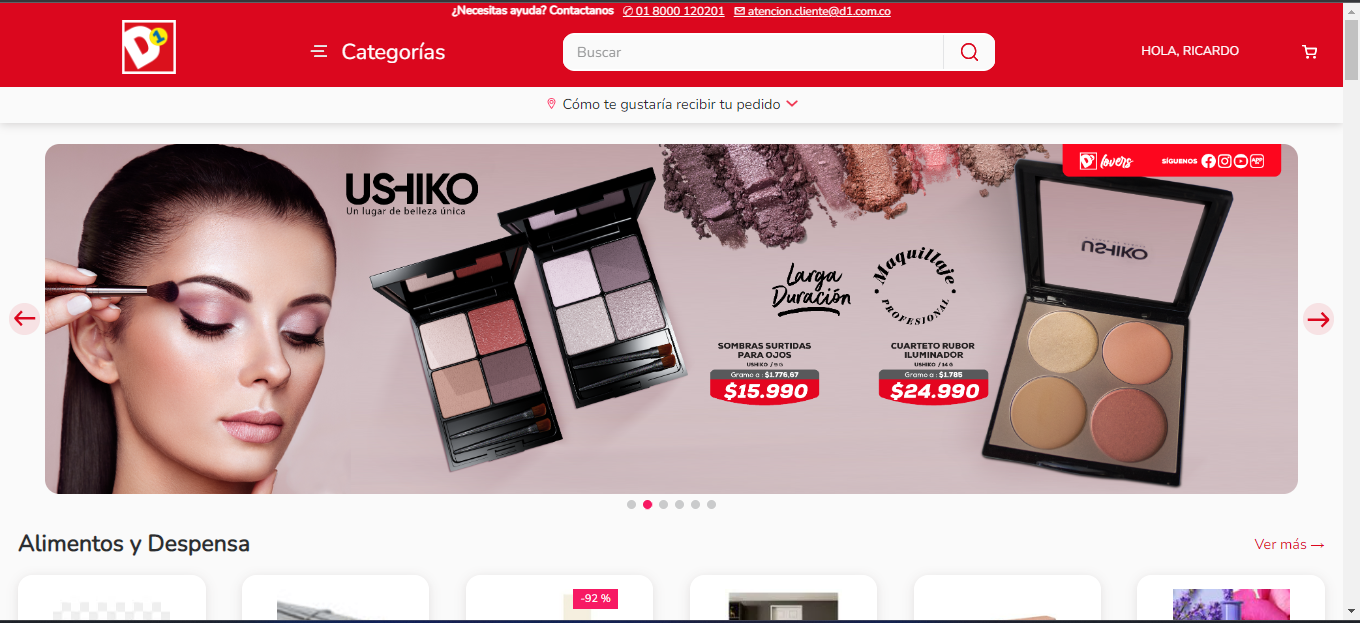 ¿Necesitas ayuda? Contactanos 01 8000 120201 atencion.cliente@d1.com.co
D1
Categorías
Buscar
HOLA, RICARDO
Cómo te gustaría recibir tu pedido
USHIKO
Un lugar de belleza única
D1 lovers
SÍGUENOS
USHIKO
Larga
Duración
Maquillaje
PROFESIONAL
SOMBRAS SURTIDAS
PARA OJOS
USHIKO / 9 G
Gramo a : $1.776,67
$15.990
CUARTETO RUBOR
ILUMINADOR
USHIKO / 14 G
Gramo a : $1.785
$24.990
Alimentos y Despensa
Ver más →
-92 %